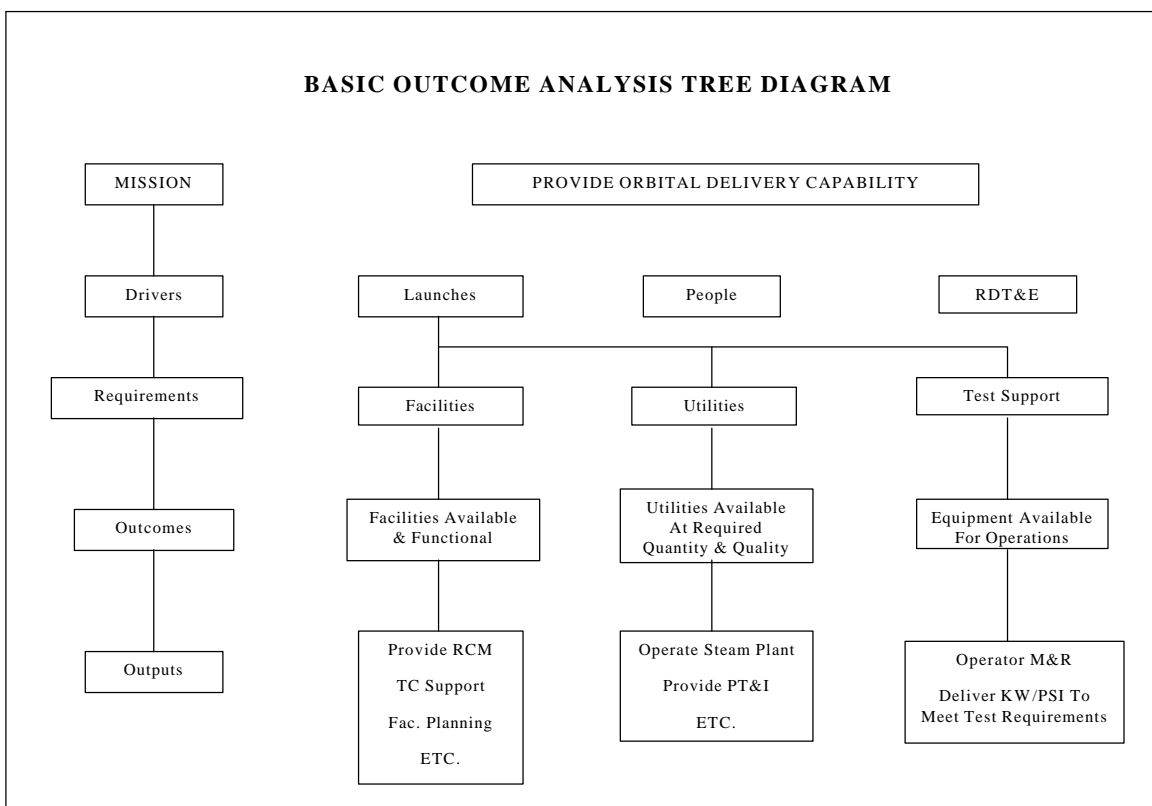 BASIC OUTCOME ANALYSIS TREE DIAGRAM
MISSION
PROVIDE ORBITAL DELIVERY CAPABILITY
Drivers
Launches
People
RDT&E
Requirements
Facilities
Utilities
Test Support
Outcomes
Facilities Available
& Functional
Utilities Available
At Required
Quantity & Quality
Equipment Available
For Operations
Outputs
Provide RCM
TC Support
Fac. Planning
ETC.
Operate Steam Plant
Provide PT&I
ETC.
Operator M&R
Deliver KW/PSI To
Meet Test Requirements